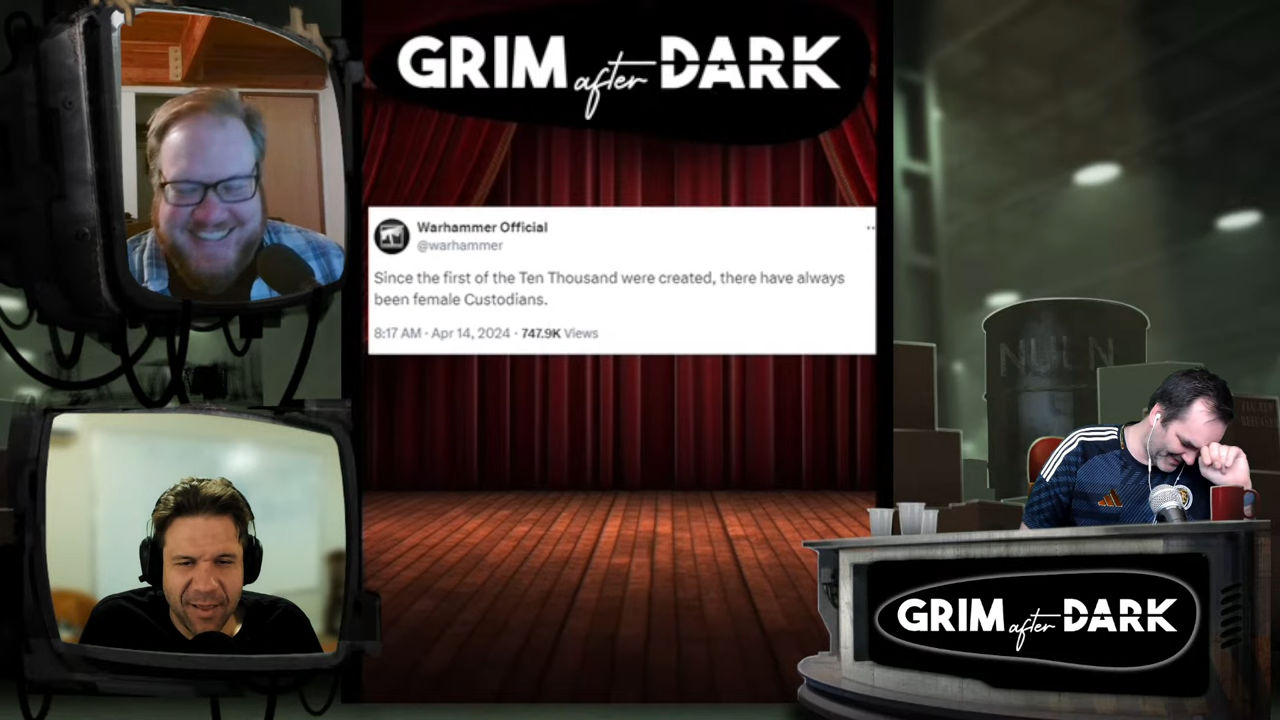 GRIM after DARK
Warhammer Official
@warhammer
Since the first of the Ten Thousand were created, there have always
been female Custodians.
8:17 AM · Apr 14, 2024 · 747.9K Views
NULN
GRIM after DARK